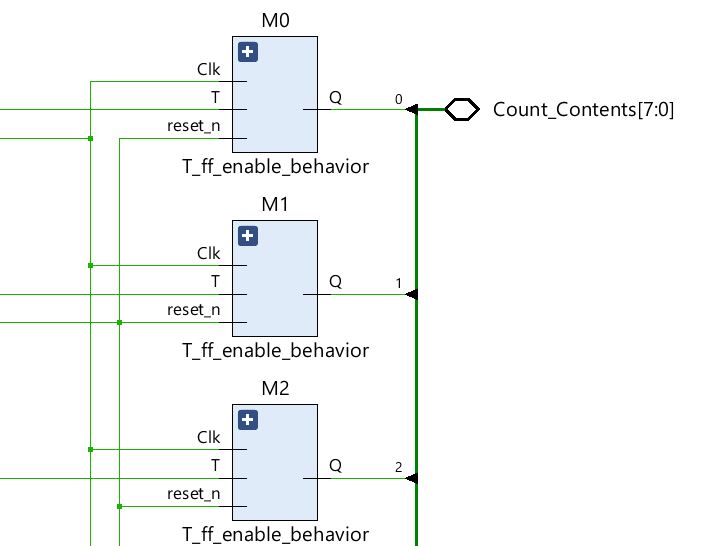 M0
Clk
T
reset_n
Q
0
Count_Contents[7:0]
T_ff_enable_behavior
M1
Clk
T
reset_n
Q
1
T_ff_enable_behavior
M2
Clk
T
reset_n
Q
2
T_ff_enable_behavior